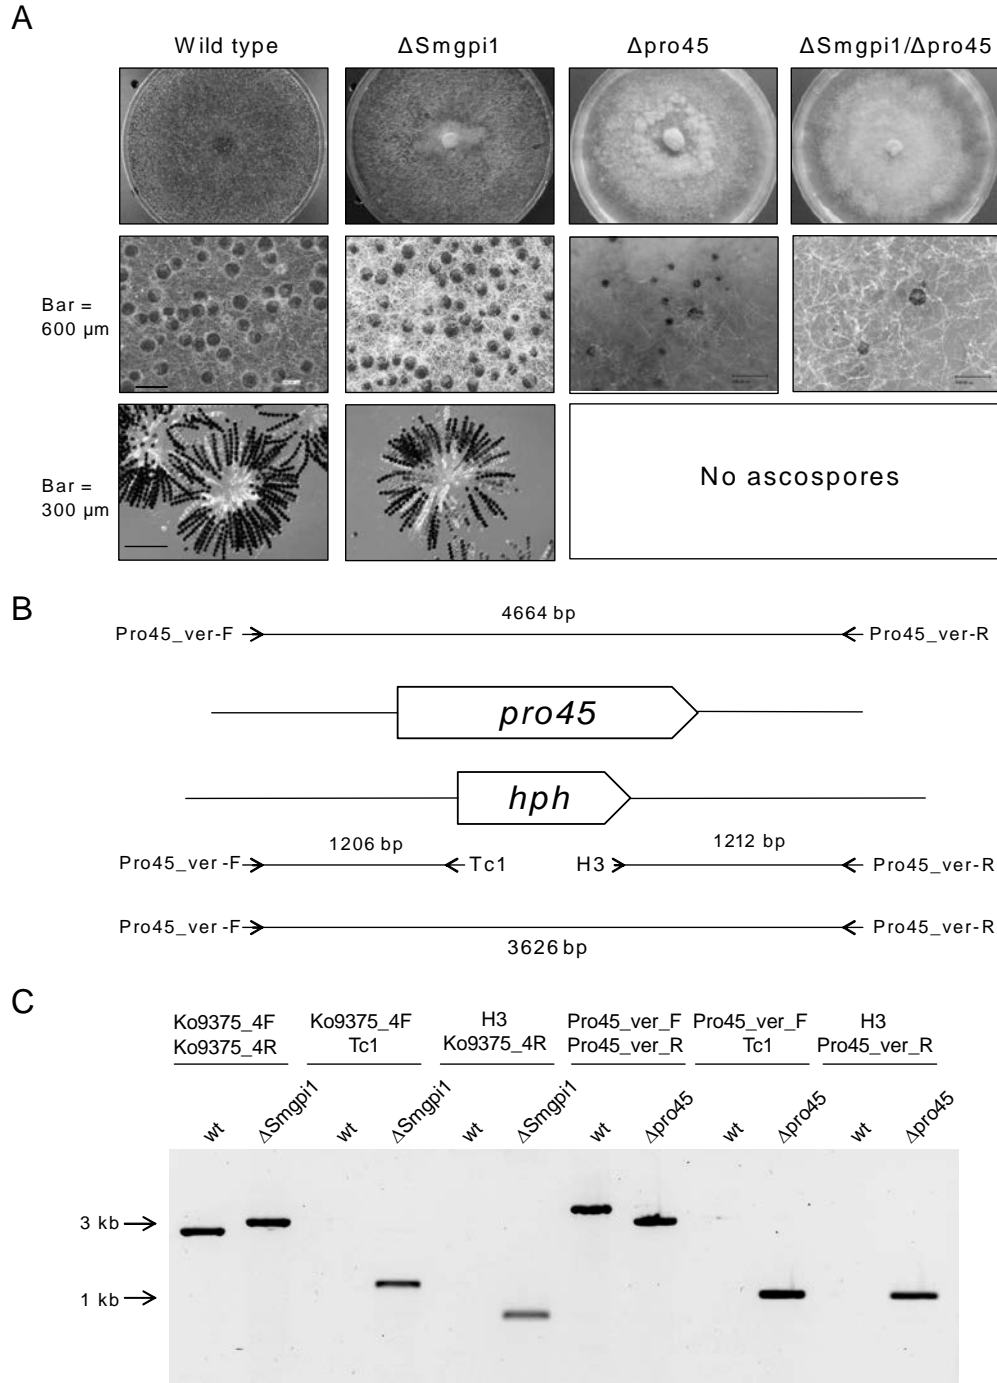 A
Wild type
ΔSmgpi1
Δpro45
ΔSmgpi1/Δpro45
Bar =
600 µm
Bar =
300 µm
No ascospores
B
4664 bp
Pro45_ver-F
Pro45_ver-R
pro45
hph
1206 bp
1212 bp
Pro45_ver -F
Tc1
H3
Pro45_ver-R
Pro45_ver -F
Pro45_ver-R
3626 bp
C
Ko9375_4F
Ko9375_4R
Ko9375_4F
Tc1
H3
Ko9375_4R
Pro45_ver_F
Pro45_ver_R
Pro45_ver_F
Tc1
H3
Pro45_ver_R
wt
ΔSmgpi1
wt
ΔSmgpi1
wt
ΔSmgpi1
wt
Δpro45
wt
Δpro45
wt
Δpro45
3 kb
1 kb